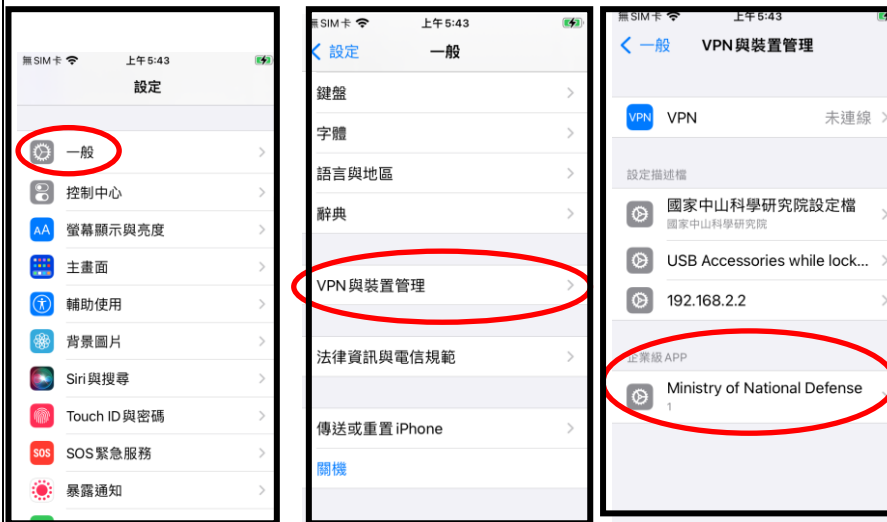 無SIM卡
上午5:43
設定
一般
控制中心
AA
螢幕顯示與亮度
主畫面
輔助使用
背景圖片
Siri與搜尋
Touch ID與密碼
SOS
SOS緊急服務
暴露通知
無SIM卡
上午5:43
設定
一般
鍵盤
字體
語言與地區
辭典
VPN與裝置管理
法律資訊與電信規範
傳送或重置iPhone
關機
無SIM卡
上午5:43
一般
VPN與裝置管理
VPN
VPN
未連線
設定描述檔
國家中山科學研究院設定檔
國家中山科學研究院
USB Accessories while lock...
192.168.2.2
企業級APP
Ministry of National Defense
1